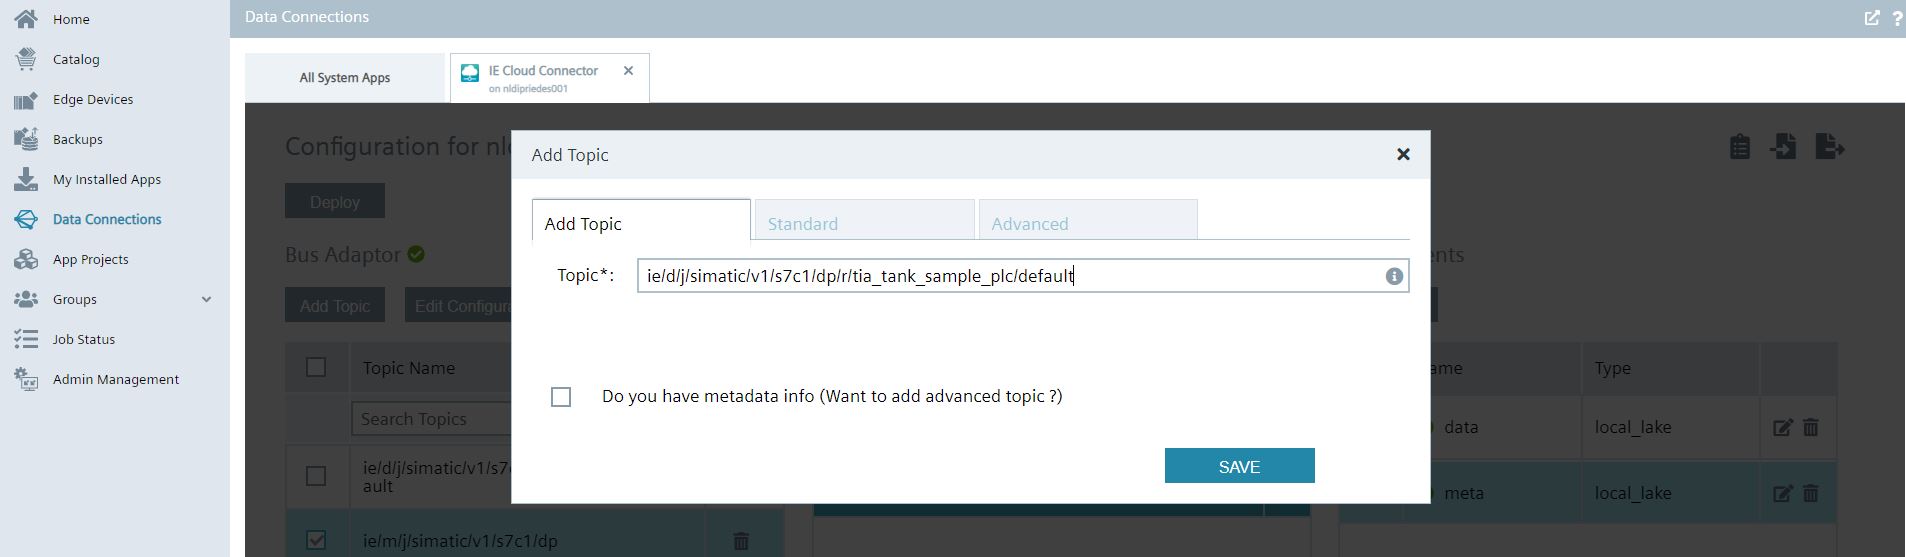 Home
Catalog
Edge Devices
Backups
My Installed Apps
Data Connections
App Projects
Groups
Job Status
Admin Management
Data Connections
?
All System Apps
IE Cloud Connector
on nldipriedes001
Configuration for nl
Deploy
Bus Adaptor
Add Topic
Edit Configur
Topic Name
Search Topics
ie/d/j/simatic/v1/s7
ault
ie/m/j/simatic/v1/s7c1/dp
Add Topic
Add Topic
Standard
Advanced
Topic*:
ie/d/j/simatic/v1/s7c1/dp/r/tia_tank_sample_plc/default
Do you have metadata info (Want to add advanced topic ?)
SAVE
ents
ame
Type
data
local_lake
meta
local_lake